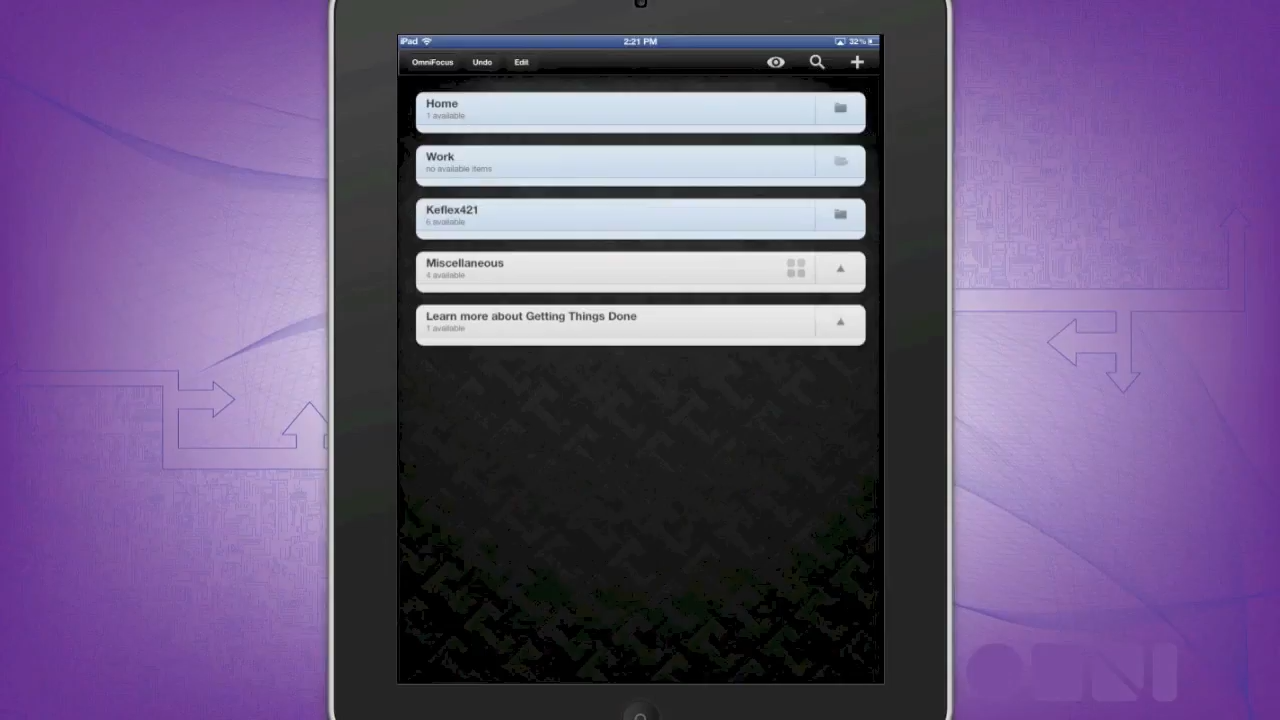 iPad 2:21 PM 32%
OmniFocus Undo Edit
Home
1 available
Work
no available items
Keflex421
6 available
Miscellaneous
4 available
Learn more about Getting Things Done
1 available
OMNI